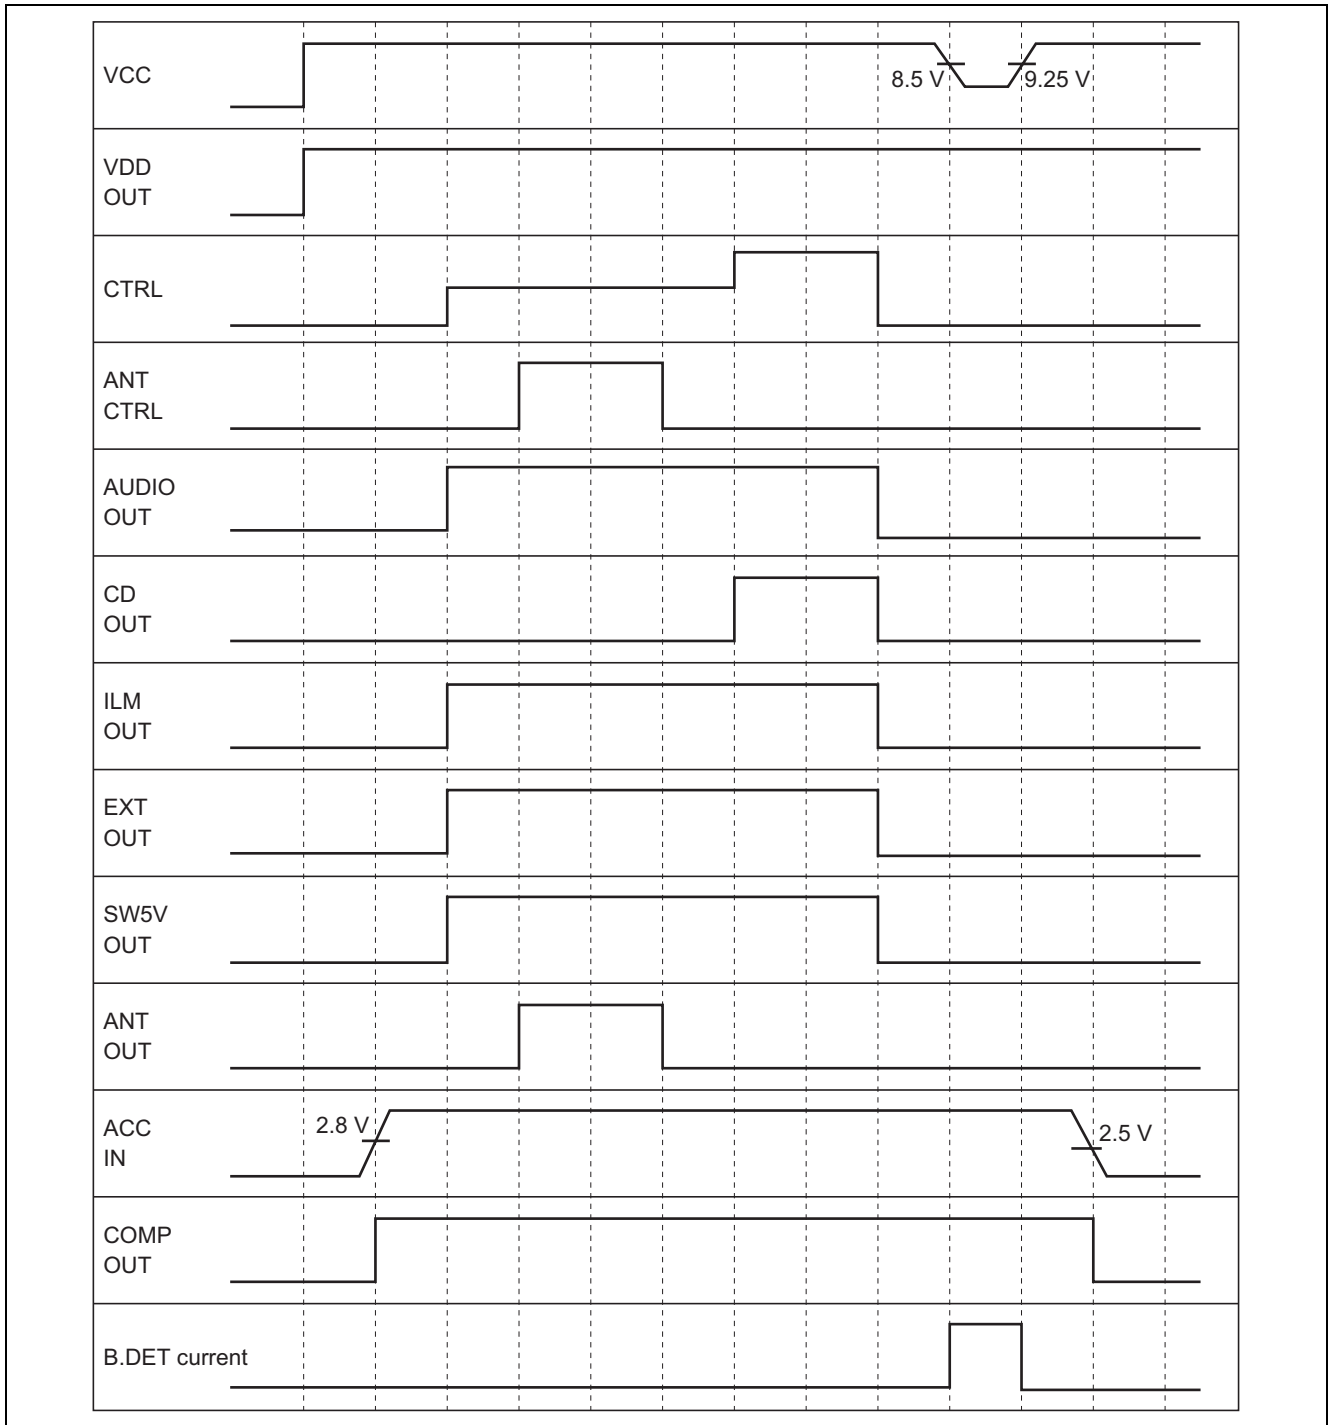 VCC
8.5 V
9.25 V
VDD
OUT
CTRL
ANT
CTRL
AUDIO
OUT
CD
OUT
ILM
OUT
EXT
OUT
SW5V
OUT
ANT
OUT
ACC
IN
2.8 V
2.5 V
COMP
OUT
B.DET current